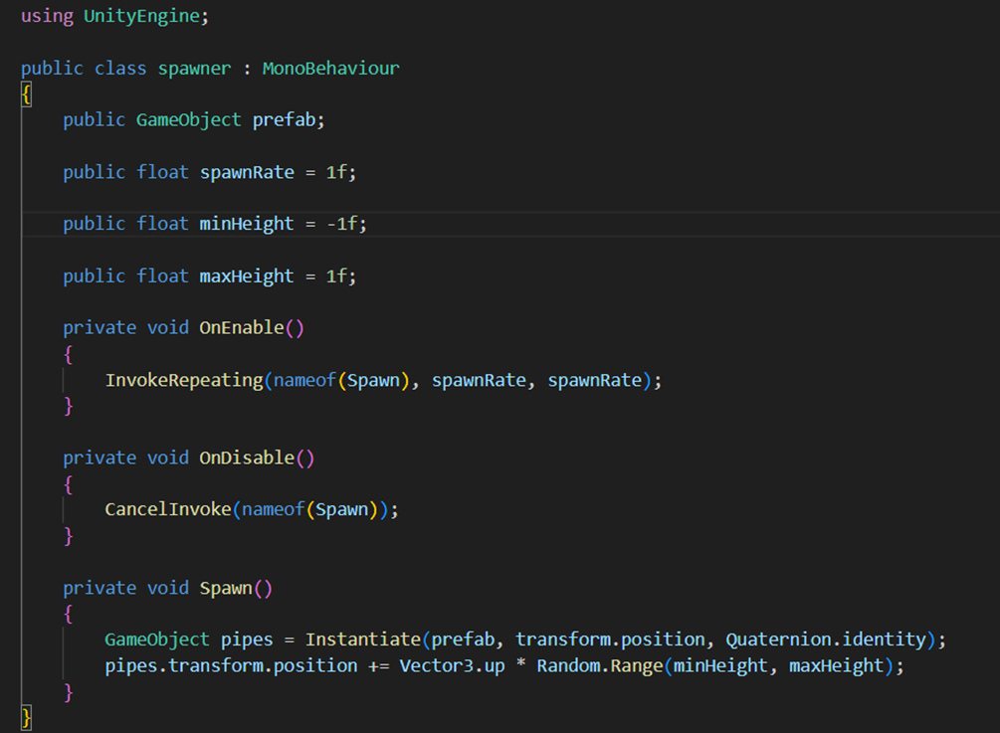 using UnityEngine;
public class spawner : MonoBehaviour
{
public GameObject prefab;
public float spawnRate = 1f;
public float minHeight = -1f;
public float maxHeight = 1f;
private void OnEnable()
{
InvokeRepeating(nameof(Spawn), spawnRate, spawnRate);
}
private void OnDisable()
{
CancelInvoke(nameof(Spawn));
}
private void Spawn()
{
GameObject pipes = Instantiate(prefab, transform.position, Quaternion.identity);
pipes.transform.position += Vector3.up * Random.Range(minHeight, maxHeight);
}
}